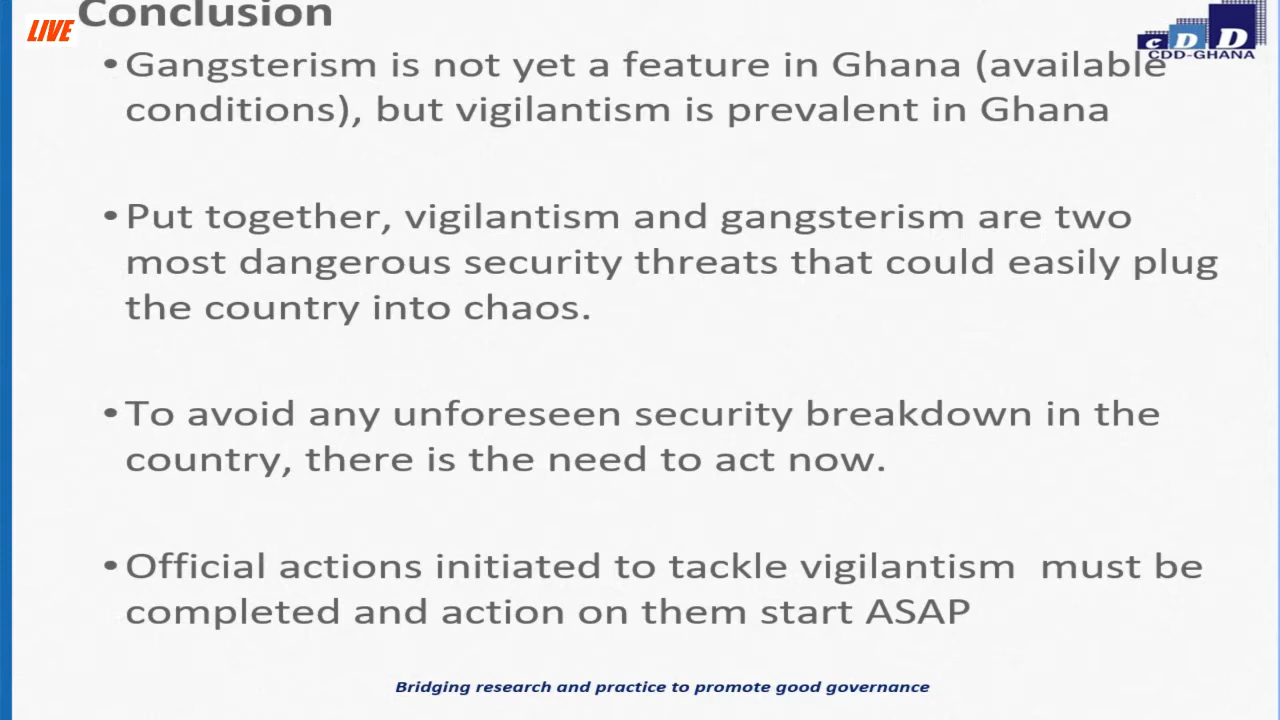 Conclusion
LIVE
CDD
CDD-GHANA
•Gangsterism is not yet a feature in Ghana (available
conditions), but vigilantism is prevalent in Ghana
•Put together, vigilantism and gangsterism are two
most dangerous security threats that could easily plug
the country into chaos.
•To avoid any unforeseen security breakdown in the
country, there is the need to act now.
•Official actions initiated to tackle vigilantism  must be
completed and action on them start ASAP
Bridging research and practice to promote good governance